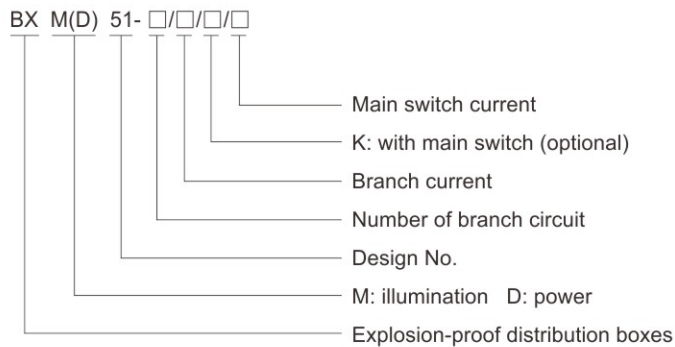 BX M(D) 51- □/□/□/□
Main switch current
K: with main switch (optional)
Branch current
Number of branch circuit
Design No.
M: illumination D: power
Explosion-proof distribution boxes